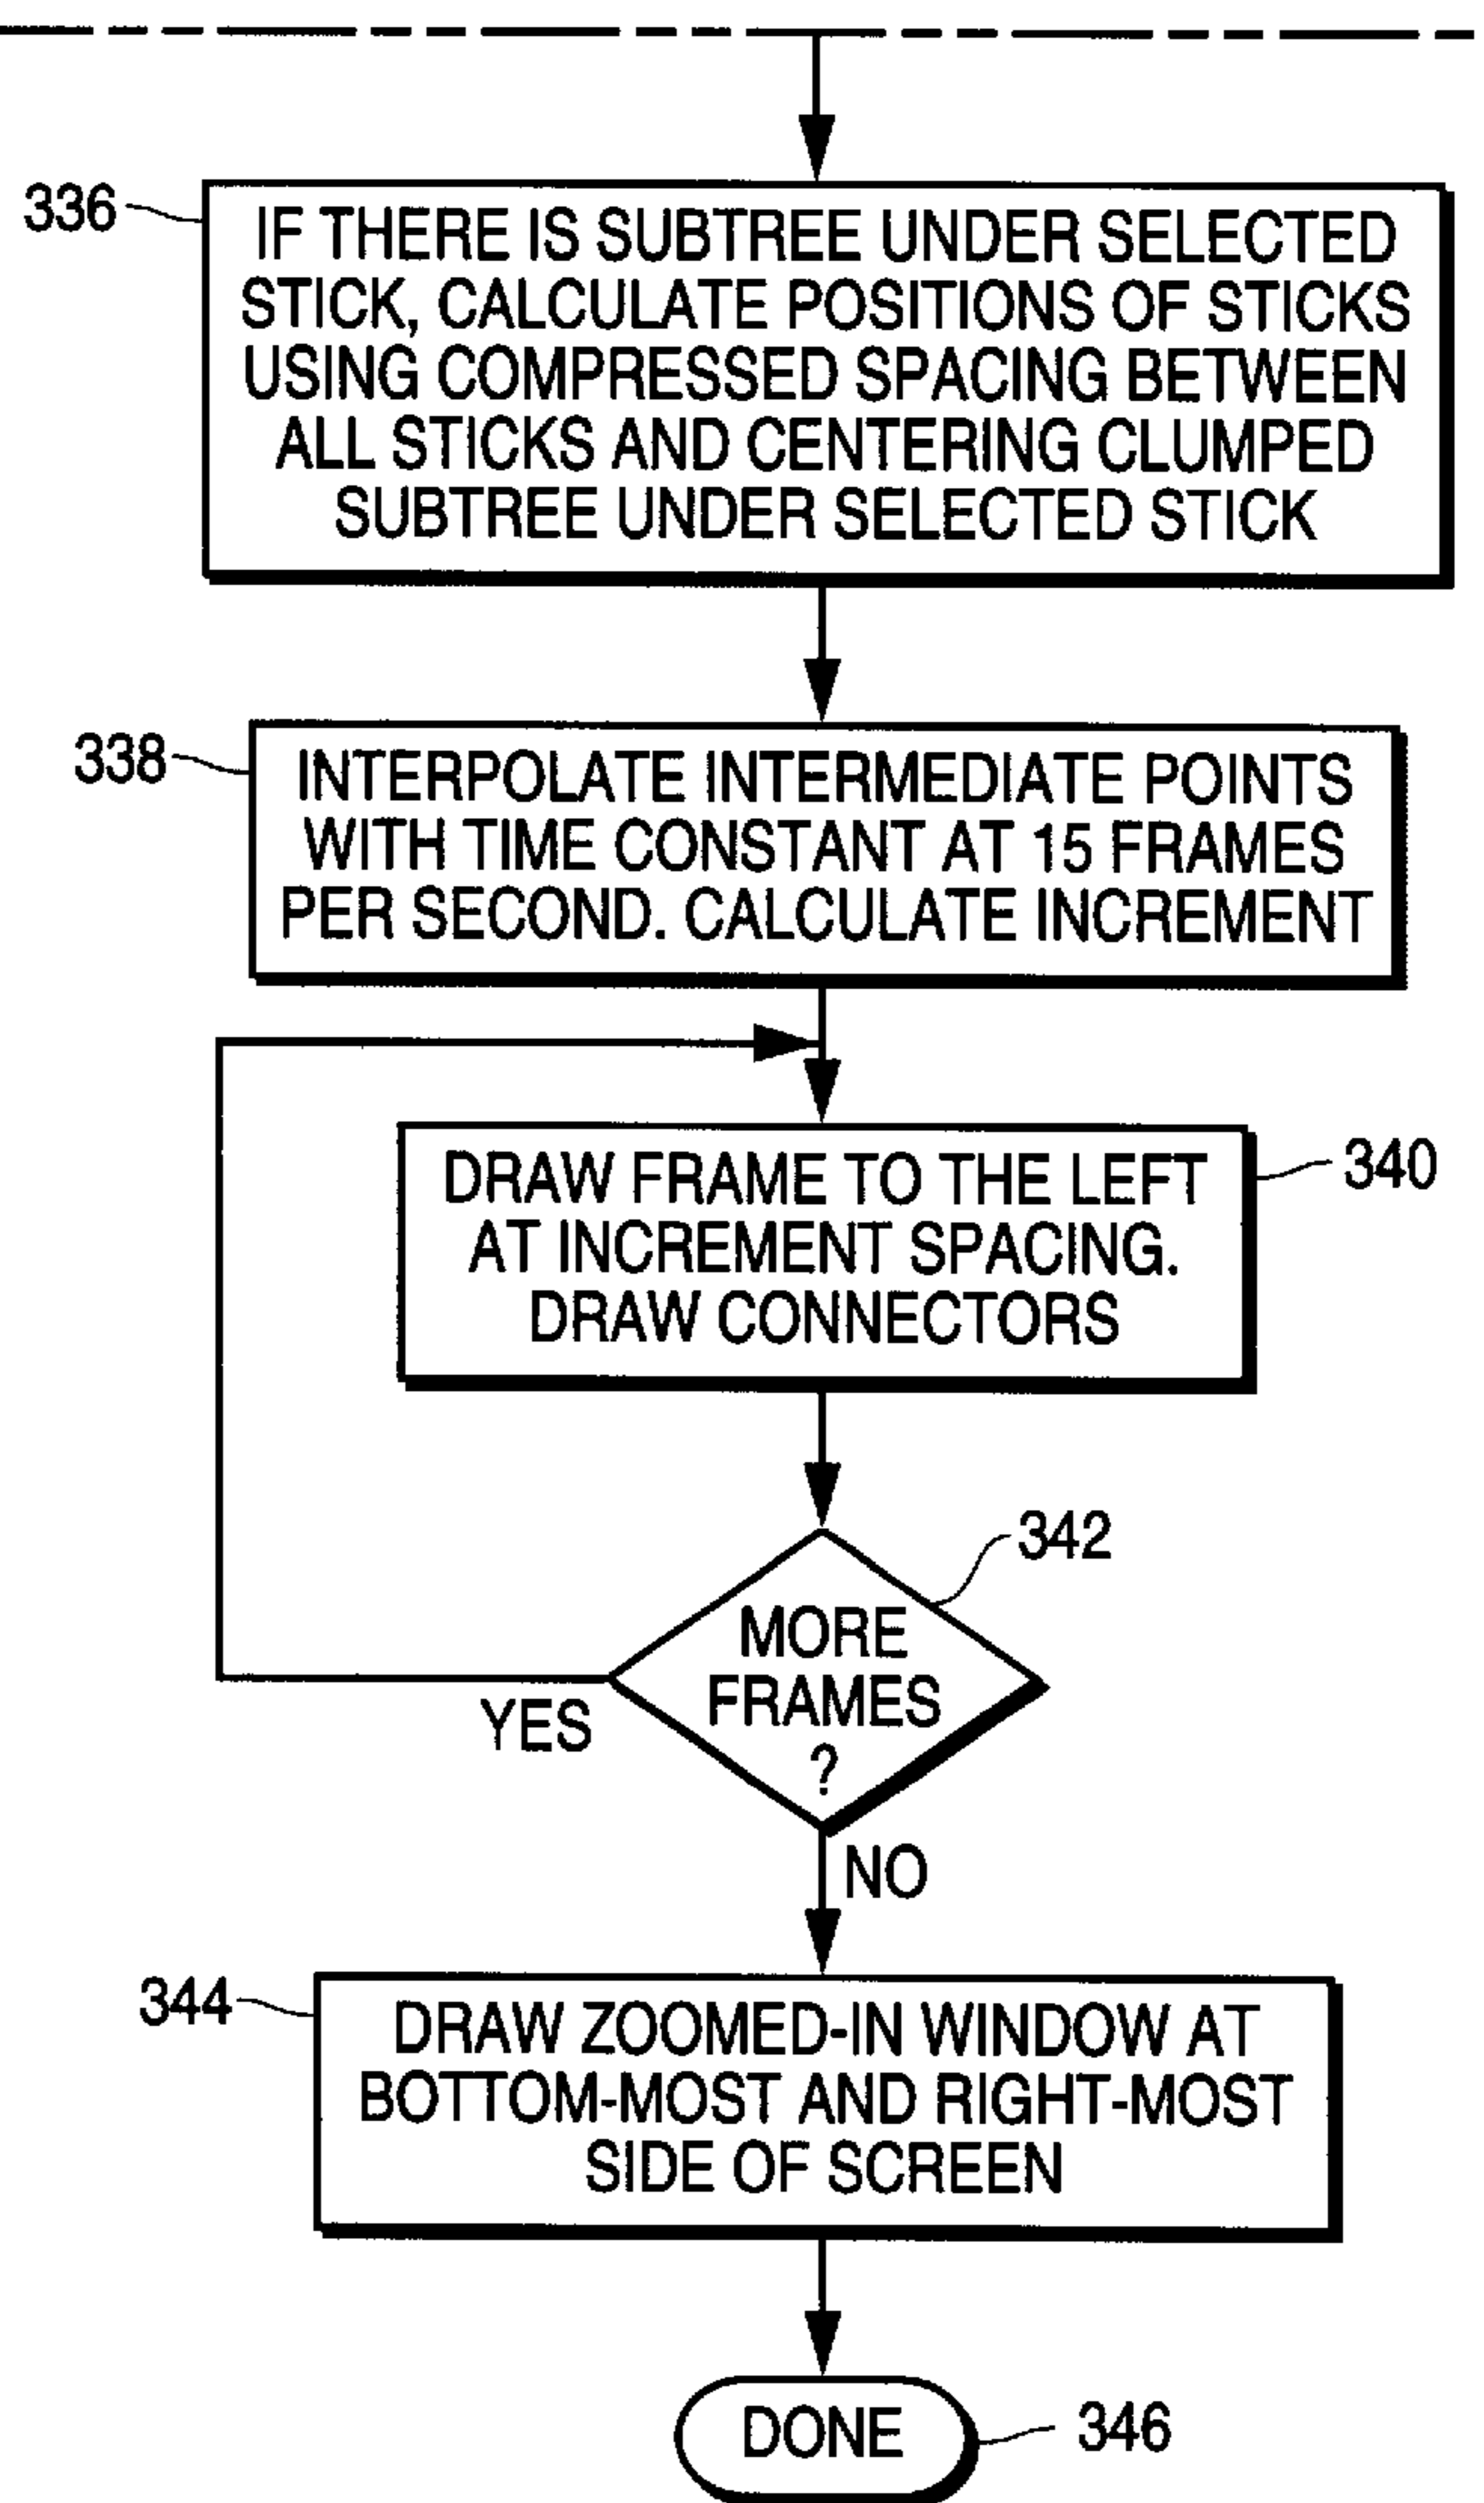 336
IF THERE IS SUBTREE UNDER SELECTED
STICK, CALCULATE POSITIONS OF STICKS
USING COMPRESSED SPACING BETWEEN
ALL STICKS AND CENTERING CLUMPED
SUBTREE UNDER SELECTED STICK
338
INTERPOLATE INTERMEDIATE POINTS
WITH TIME CONSTANT AT 15 FRAMES
PER SECOND. CALCULATE INCREMENT
DRAW FRAME TO THE LEFT
AT INCREMENT SPACING.
DRAW CONNECTORS
340
342
MORE
FRAMES
?
YES
NO
344
DRAW ZOOMED-IN WINDOW AT
BOTTOM-MOST AND RIGHT-MOST
SIDE OF SCREEN
DONE
346